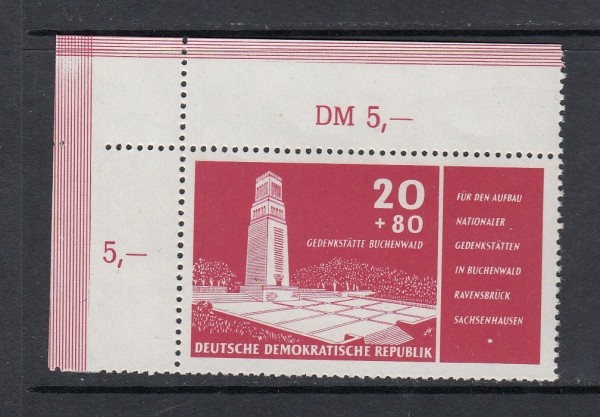 DM 5,—
5,—
20
+ 80
GEDENKSTÄTTE BUCHENWALD
DEUTSCHE DEMOKRATISCHE REPUBLIK
FÜR DEN AUFBAU
NATIONALER
GEDENKSTÄTTEN
IN BUCHENWALD
RAVENSBRÜCK
SACHSENHAUSEN